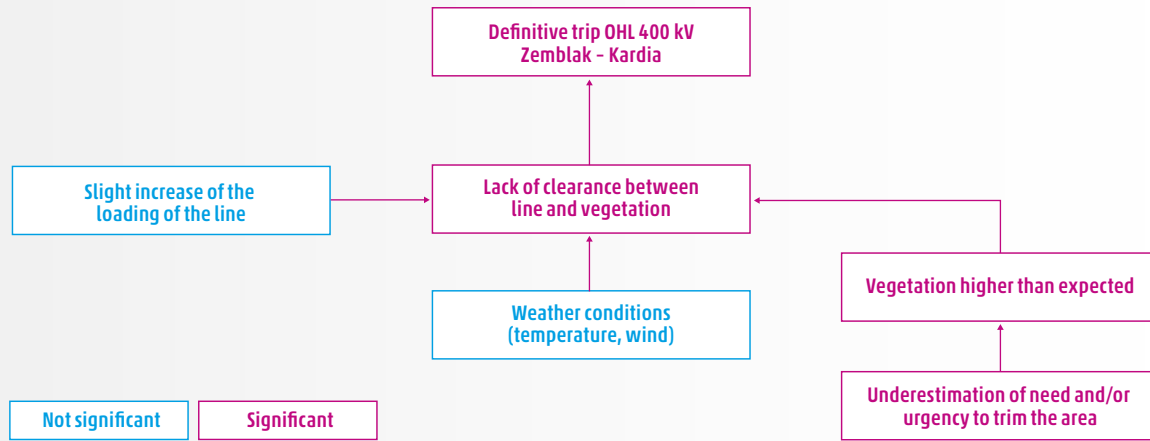 Definitive trip OHL 400 kV
Zemblak – Kardia
Slight increase of the
loading of the line
Lack of clearance between
line and vegetation
Weather conditions
(temperature, wind)
Vegetation higher than expected
Underestimation of need and/or
urgency to trim the area
Not significant
Significant